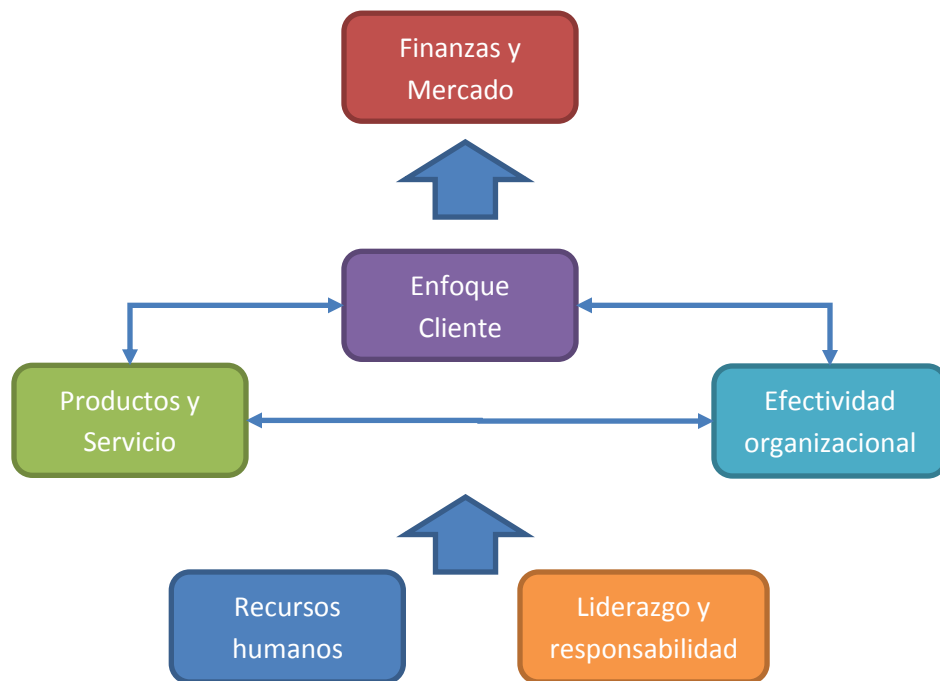 Finanzas y
Mercado
Enfoque
Cliente
Productos y
Servicio
Efectividad
organizacional
Recursos
humanos
Liderazgo y
responsabilidad